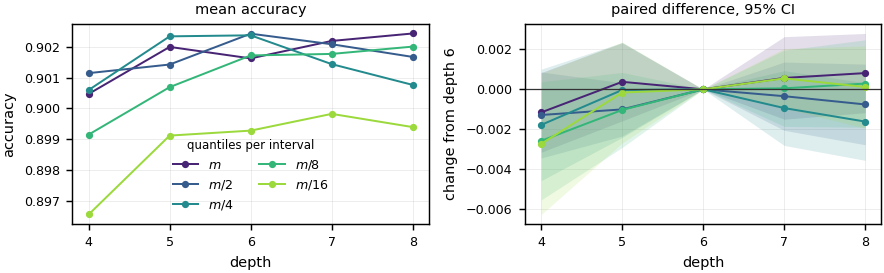 mean accuracy
accuracy
0.902
0.901
0.900
0.899
0.898
0.897
quantiles per interval
m
m/2
m/4
m/8
m/16
4 5 6 7 8
depth
paired difference, 95% CI
change from depth 6
0.002
0.000
−0.002
−0.004
−0.006
4 5 6 7 8
depth